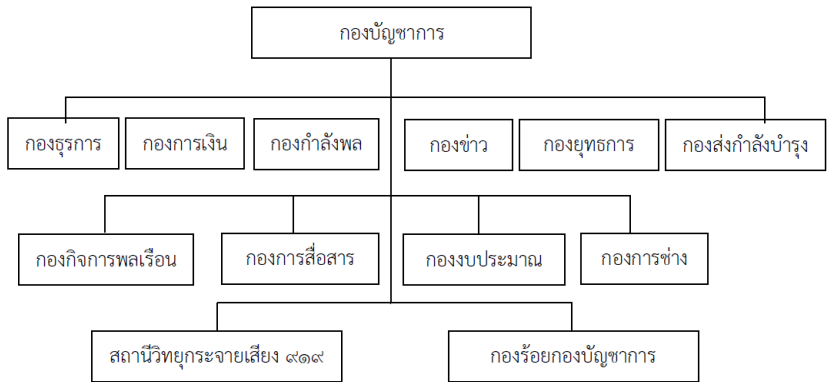 กองบัญชาการ
กองธุรการ
กองการเงิน
กองกำลังพล
กองข่าว
กองยุทธการ
กองส่งกำลังบำรุง
กองกิจการพลเรือน
กองการสื่อสาร
กองงบประมาณ
กองการช่าง
สถานีวิทยุกระจายเสียง ๙๑๙
กองร้อยกองบัญชาการ